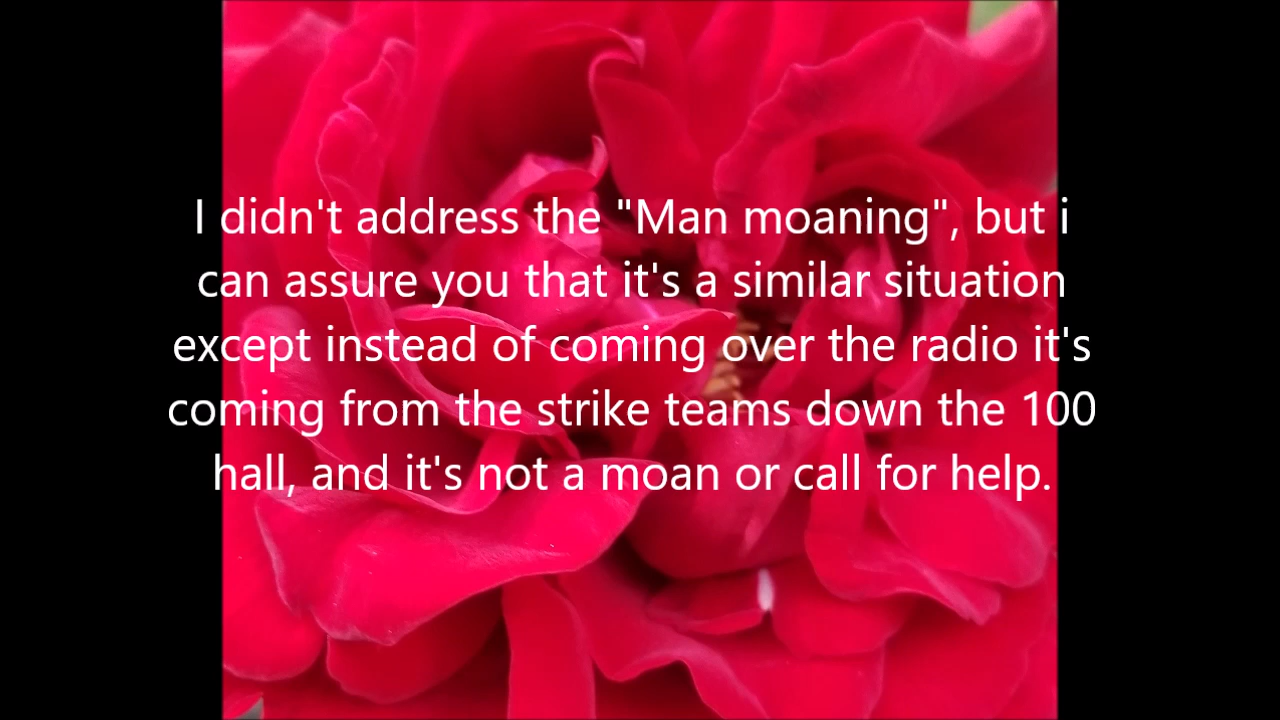 I didn't address the "Man moaning", but i
can assure you that it's a similar situation
except instead of coming over the radio it's
coming from the strike teams down the 100
hall, and it's not a moan or call for help.